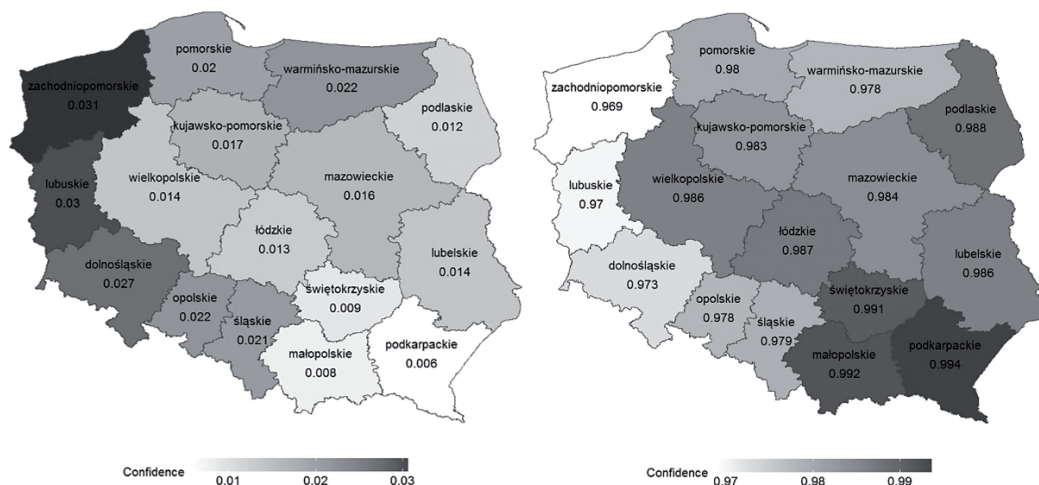 pomorskie
0.02
warmińsko-mazurskie
0.022
zachodniopomorskie
0.031
podlaskie
0.012
kujawsko-pomorskie
0.017
lubuskie
0.03
wielkopolskie
0.014
mazowieckie
0.016
łódzkie
0.013
lubelskie
0.014
dolnośląskie
0.027
opolskie
0.022
śląskie
0.021
świętokrzyskie
0.009
małopolskie
0.008
podkarpackie
0.006
Confidence
0.01 0.02 0.03
pomorskie
0.98
warmińsko-mazurskie
0.978
zachodniopomorskie
0.969
podlaskie
0.988
kujawsko-pomorskie
0.983
lubuskie
0.97
wielkopolskie
0.986
mazowieckie
0.984
łódzkie
0.987
lubelskie
0.986
dolnośląskie
0.973
opolskie
0.978
śląskie
0.979
świętokrzyskie
0.991
małopolskie
0.992
podkarpackie
0.994
Confidence
0.97 0.98 0.99